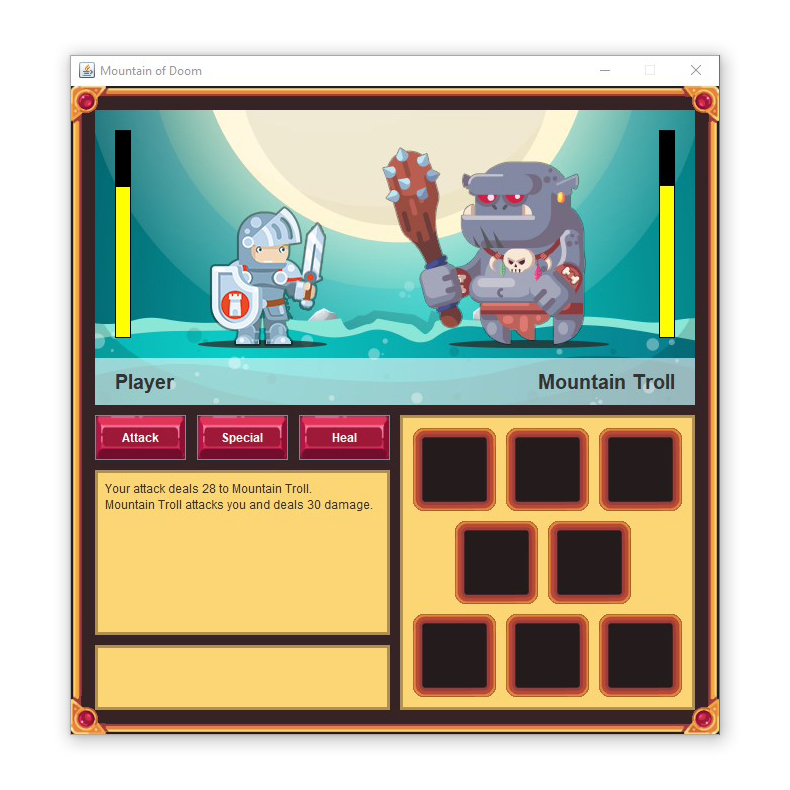 Mountain of Doom
Player
Mountain Troll
Attack
Special
Heal
Your attack deals 28 to Mountain Troll.
Mountain Troll attacks you and deals 30 damage.